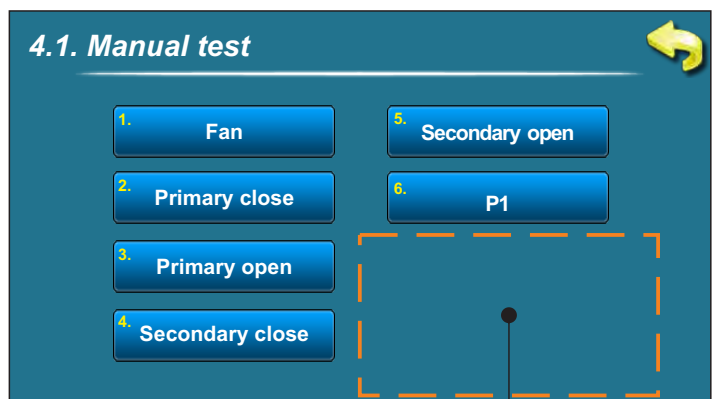 4.1. Manual test
1. Fan
2. Primary close
3. Primary open
4. Secondary close
5. Secondary open
6. P1